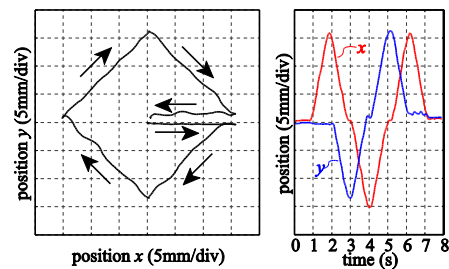 position y (5mm/div)
position x (5mm/div)
position (5mm/div)
x
y
0 1 2 3 4 5 6 7 8
time (s)